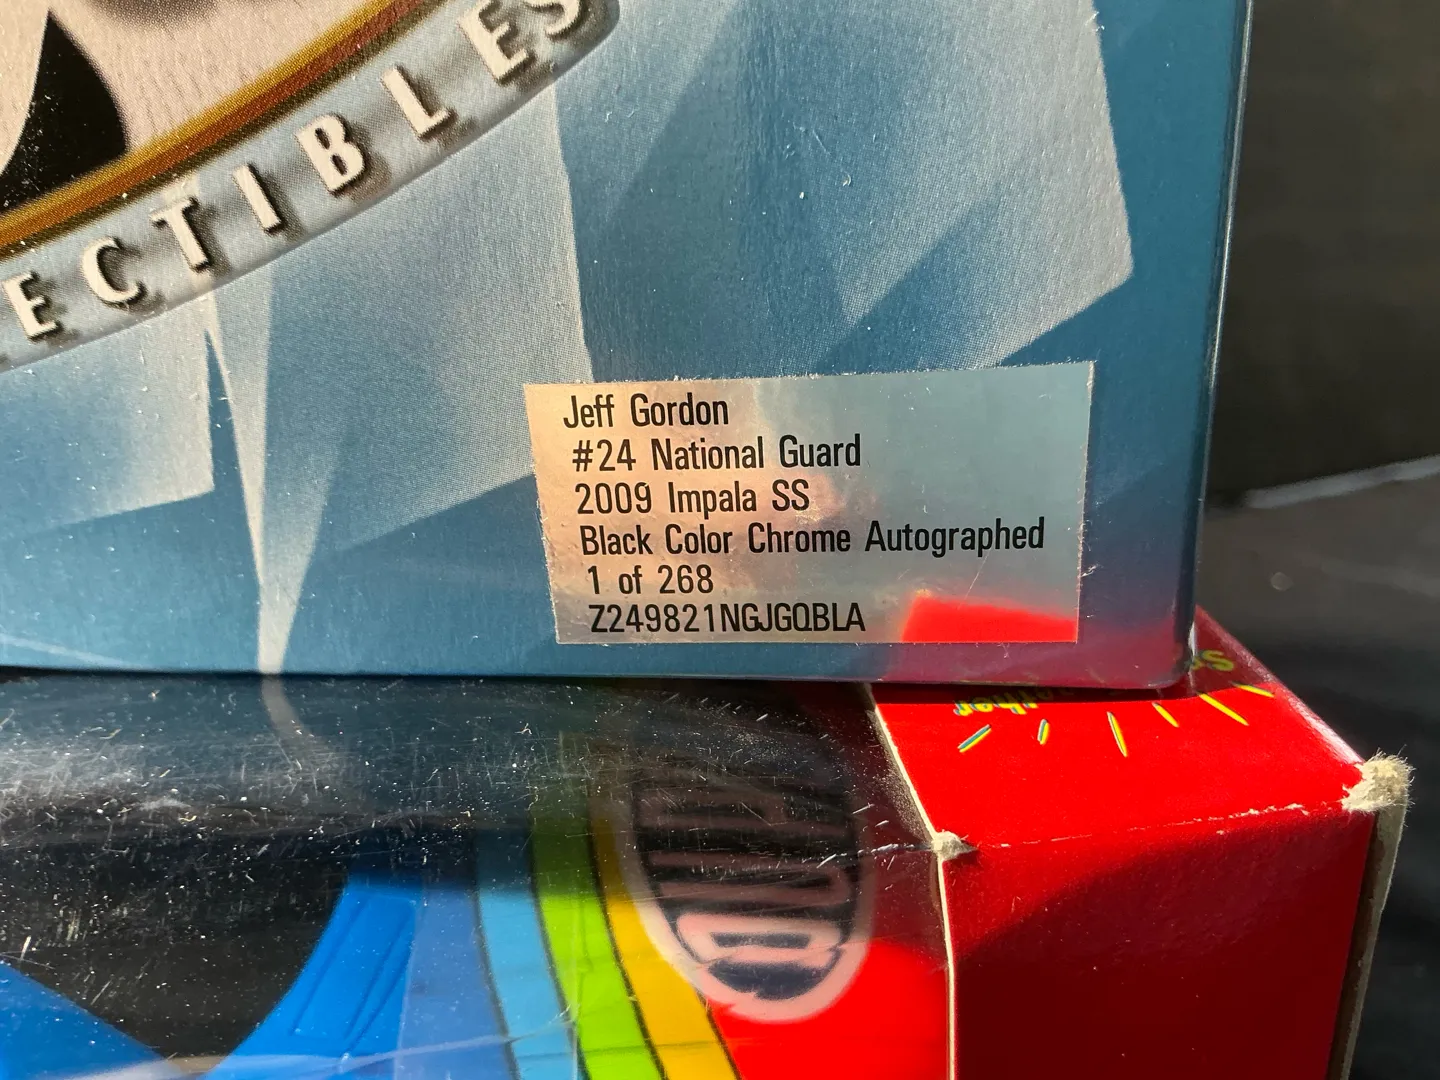 ECTIBLES
Jeff Gordon
#24 National Guard
2009 Impala SS
Black Color Chrome Autographed
1 of 268
Z249821NGJGQBLA